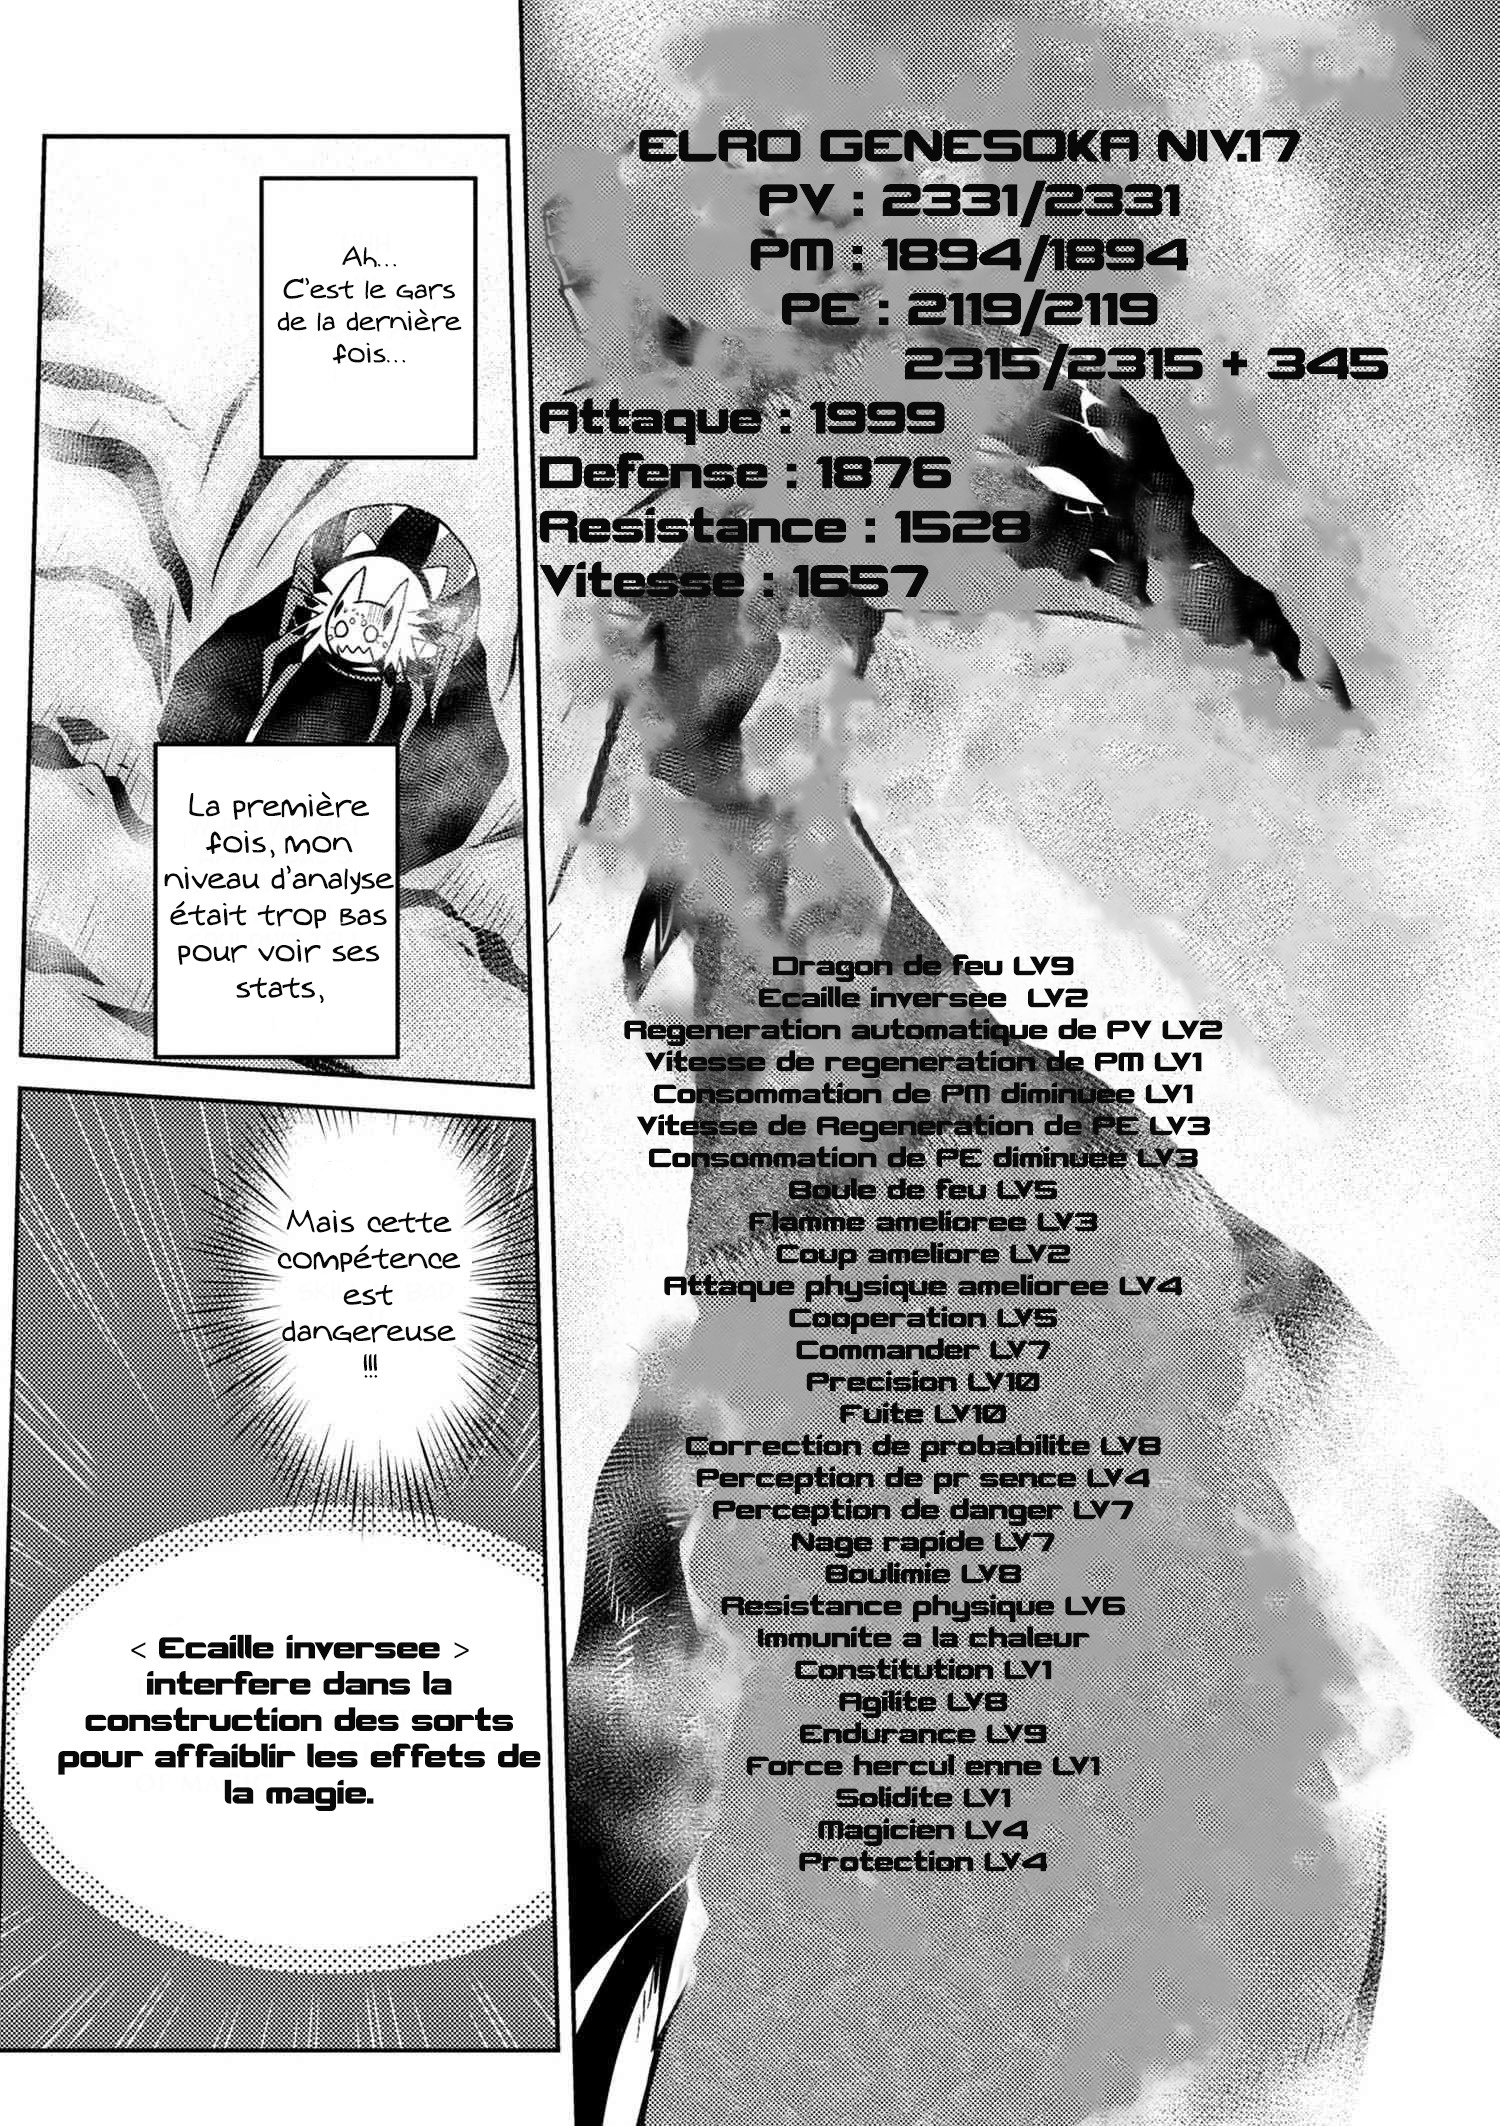 ELRO GENESOKA NIV.17
PV : 2331/2331
PM : 1894/1894
PE : 2119/2119
2315/2315 + 345
Attaque : 1999
Defense : 1876
Resistance : 1528
Vitesse : 1657
Dragon de feu LV9
Ecaille inversee LV2
Regeneration automatique de PV LV2
Vitesse de regeneration de PM LV1
Consommation de PM diminuee LV1
Vitesse de Regeneration de PE LV3
Consommation de PE diminuee LV3
Boule de feu LV5
Flamme amelioree LV3
Coup ameliore LV2
Attaque physique amelioree LV4
Cooperation LV5
Commander LV7
Precision LV10
Fuite LV10
Correction de probabilite LV8
Perception de pr sence LV4
Perception de danger LV7
Nage rapide LV7
Boulimie LV8
Resistance physique LV6
Immunite a la chaleur
Constitution LV1
Agilite LV8
Endurance LV9
Force hercul enne LV1
Solidite LV1
Magicien LV4
Protection LV4
Ah...
C'est le gars
de la dernière
fois...
La première
fois, mon
niveau d'analyse
était trop bas
pour voir ses
stats,
Mais cette
compétence
est
dangereuse
!!!
< Ecaille inversee >
interfere dans la
construction des sorts
pour affaiblir les effets de
la magie.